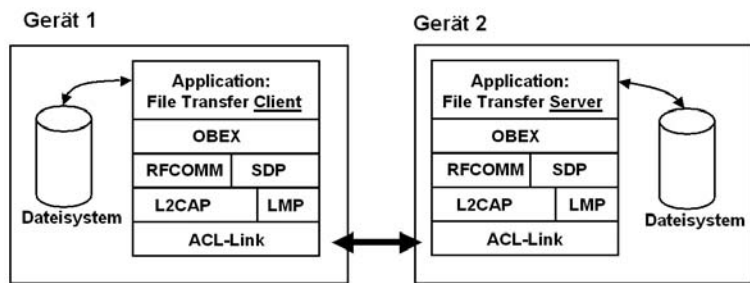 Gerät 1
Application:
File Transfer Client
OBEX
RFCOMM
SDP
L2CAP
LMP
ACL-Link
Dateisystem
Gerät 2
Application:
File Transfer Server
OBEX
RFCOMM
SDP
L2CAP
LMP
ACL-Link
Dateisystem